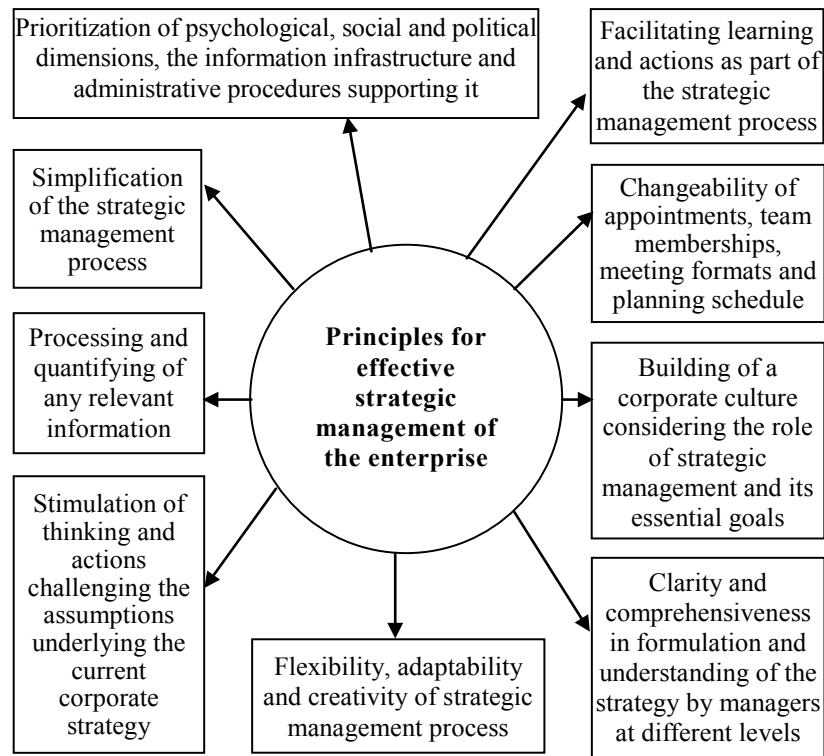 Prioritization of psychological, social and political
dimensions, the information infrastructure and
administrative procedures supporting it
Facilitating learning
and actions as part of
the strategic
management process
Simplification
of the strategic
management
process
Changeability of
appointments, team
memberships,
meeting formats and
planning schedule
Principles for
effective
strategic
management of
the enterprise
Processing and
quantifying of
any relevant
information
Building of a
corporate culture
considering the role
of strategic
management and its
essential goals
Stimulation of
thinking and
actions
challenging the
assumptions
underlying the
current
corporate
strategy
Flexibility, adaptability
and creativity of strategic
management process
Clarity and
comprehensiveness
in formulation and
understanding of the
strategy by managers
at different levels